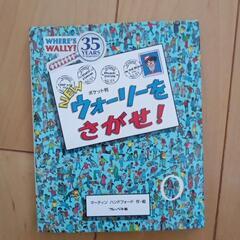 WHERE'S WALLY!
35
YEARS
ポケット判
NEW
ウォーリーを
さがせ!
マーティン ハンドフォード 作・絵
フレーベル館